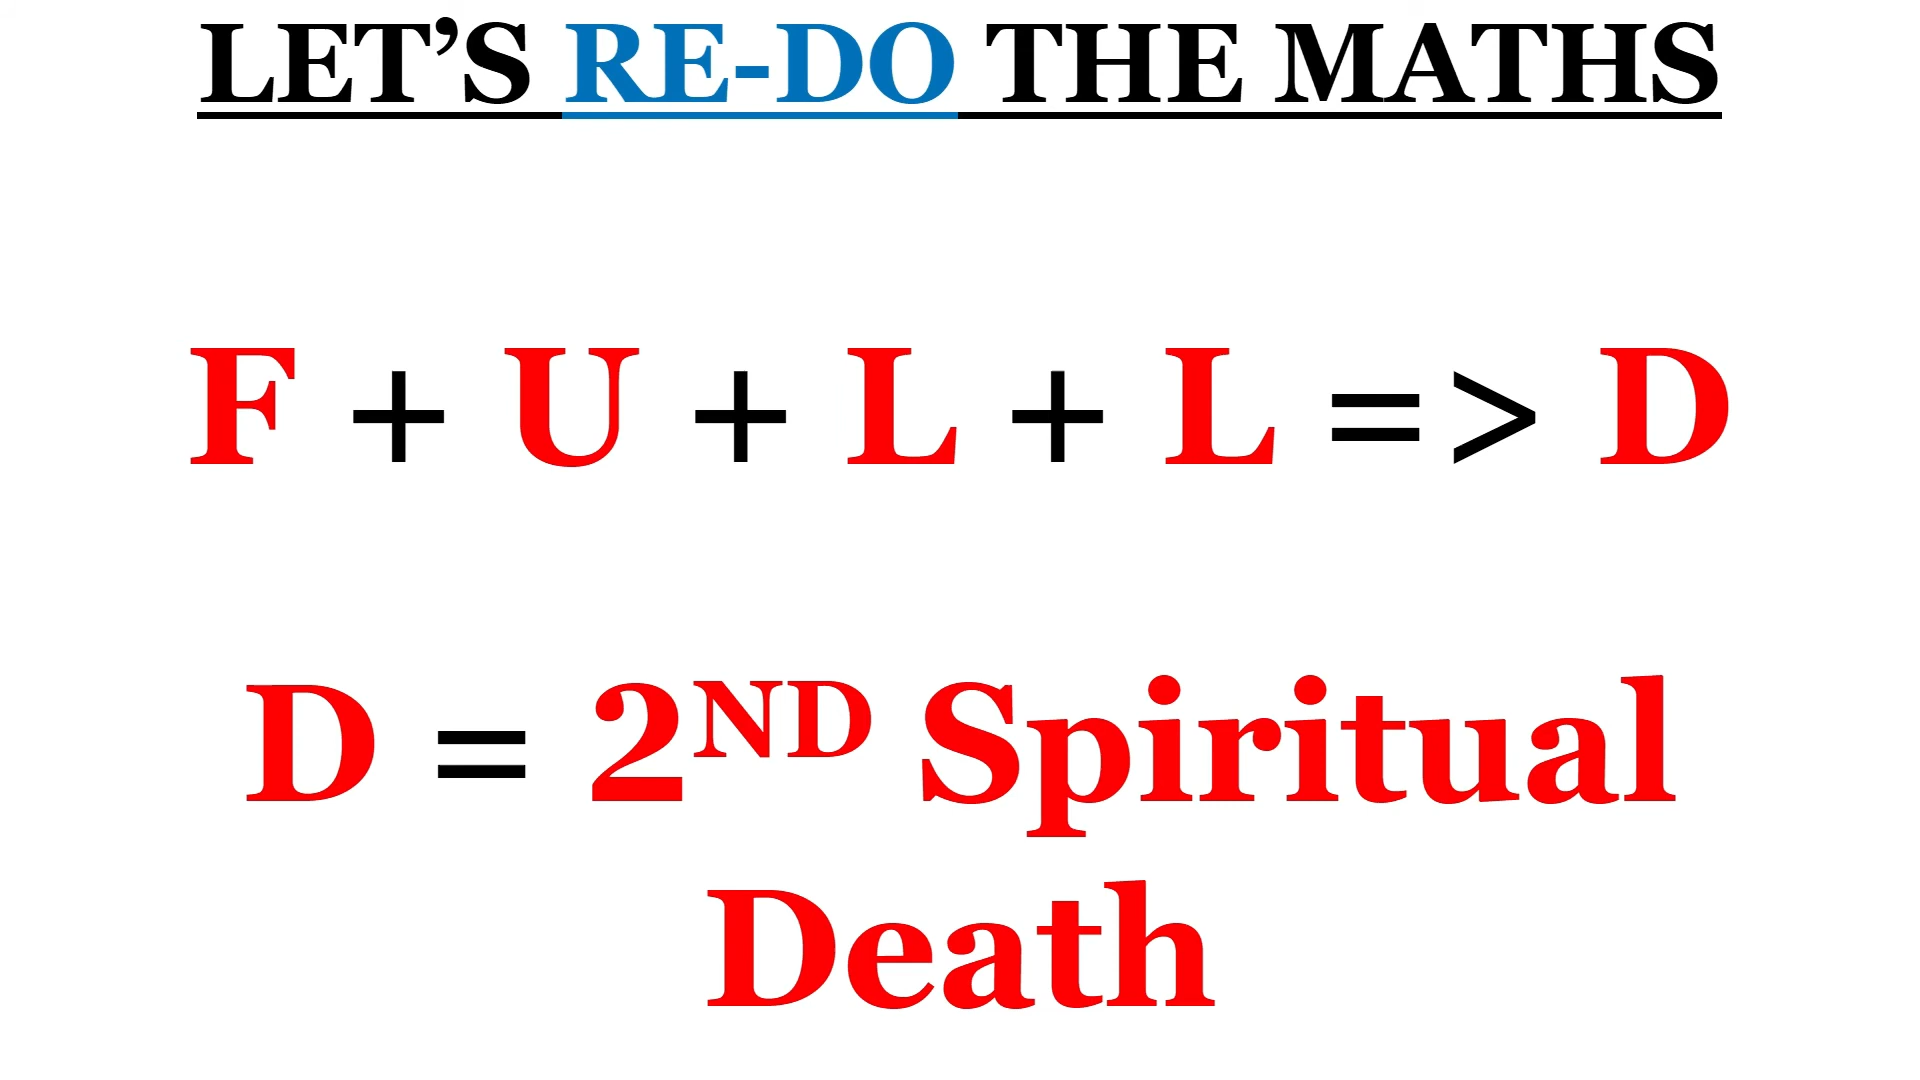 LET’S RE-DO THE MATHS
F + U + L + L => D
D = 2ND Spiritual
Death